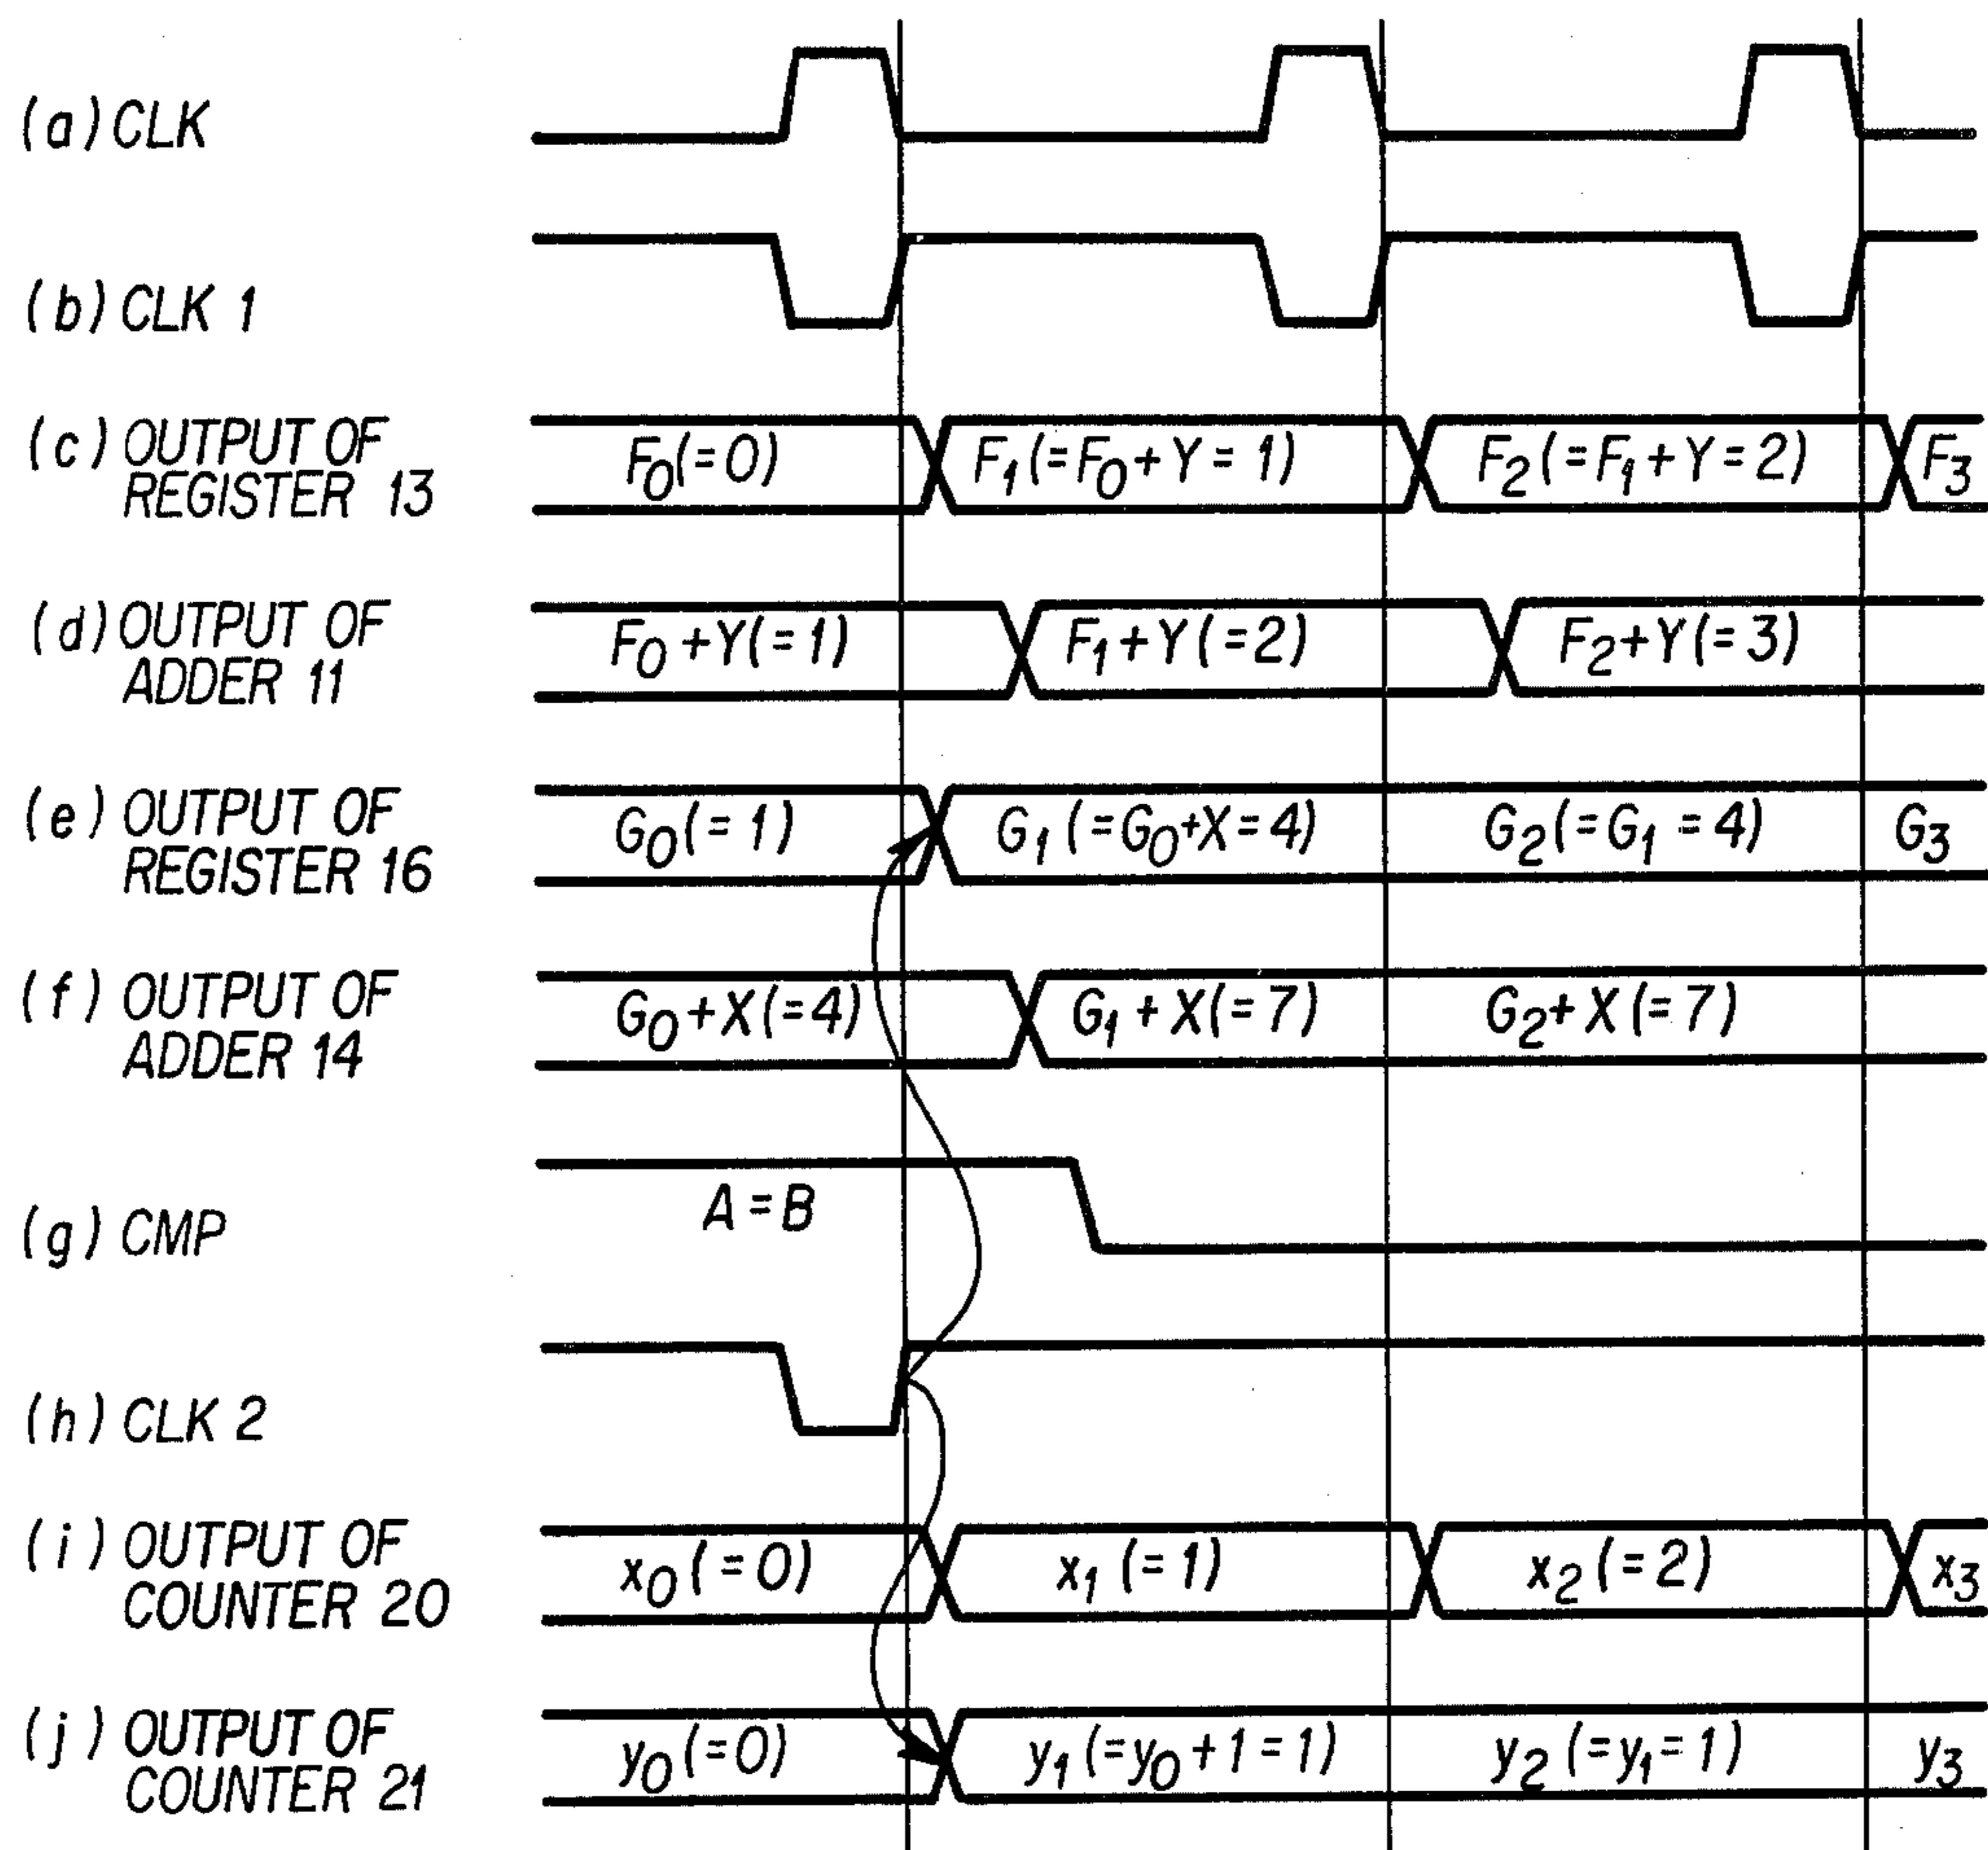 (a) CLK
(b) CLK 1
(c) OUTPUT OF
REGISTER 13
F0(=0)
F1(=F0+Y=1)
F2(=F1+Y=2)
F3
(d) OUTPUT OF
ADDER 11
F0+Y(=1)
F1+Y(=2)
F2+Y(=3)
(e) OUTPUT OF
REGISTER 16
G0(=1)
G1(=G0+X=4)
G2(=G1=4)
G3
(f) OUTPUT OF
ADDER 14
G0+X(=4)
G1+X(=7)
G2+X(=7)
(g) CMP
A=B
(h) CLK 2
(i) OUTPUT OF
COUNTER 20
x0(=0)
x1(=1)
x2(=2)
x3
(j) OUTPUT OF
COUNTER 21
y0(=0)
y1(=y0+1=1)
y2(=y1=1)
y3